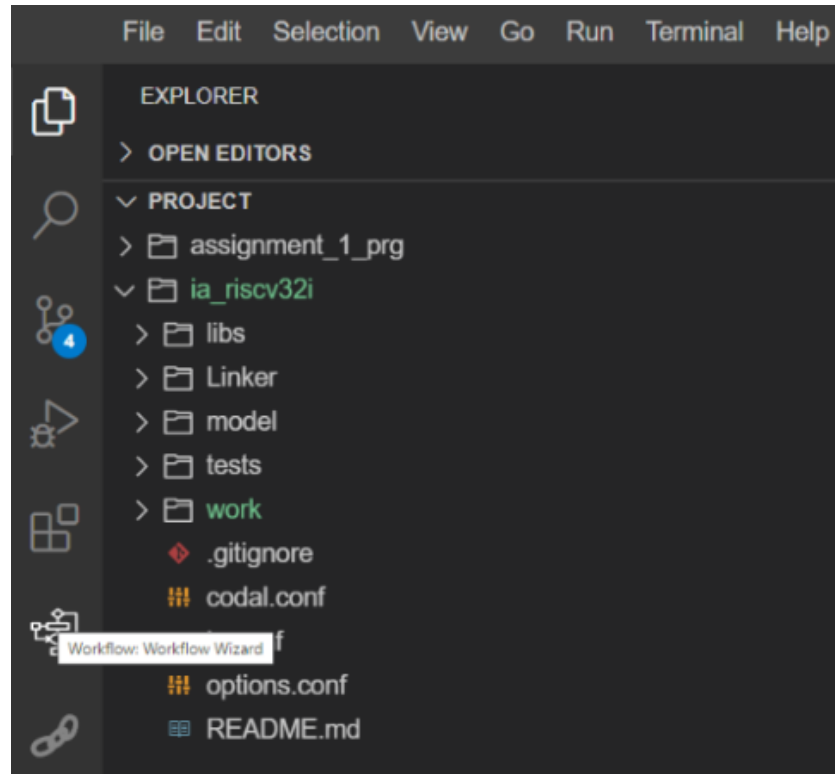 File Edit Selection View Go Run Terminal Help
EXPLORER
OPEN EDITORS
PROJECT
assignment_1_prg
ia_riscv32i
libs
4
Linker
model
tests
work
.gitignore
codal.conf
Workflow: Workflow Wizard
options.conf
README.md